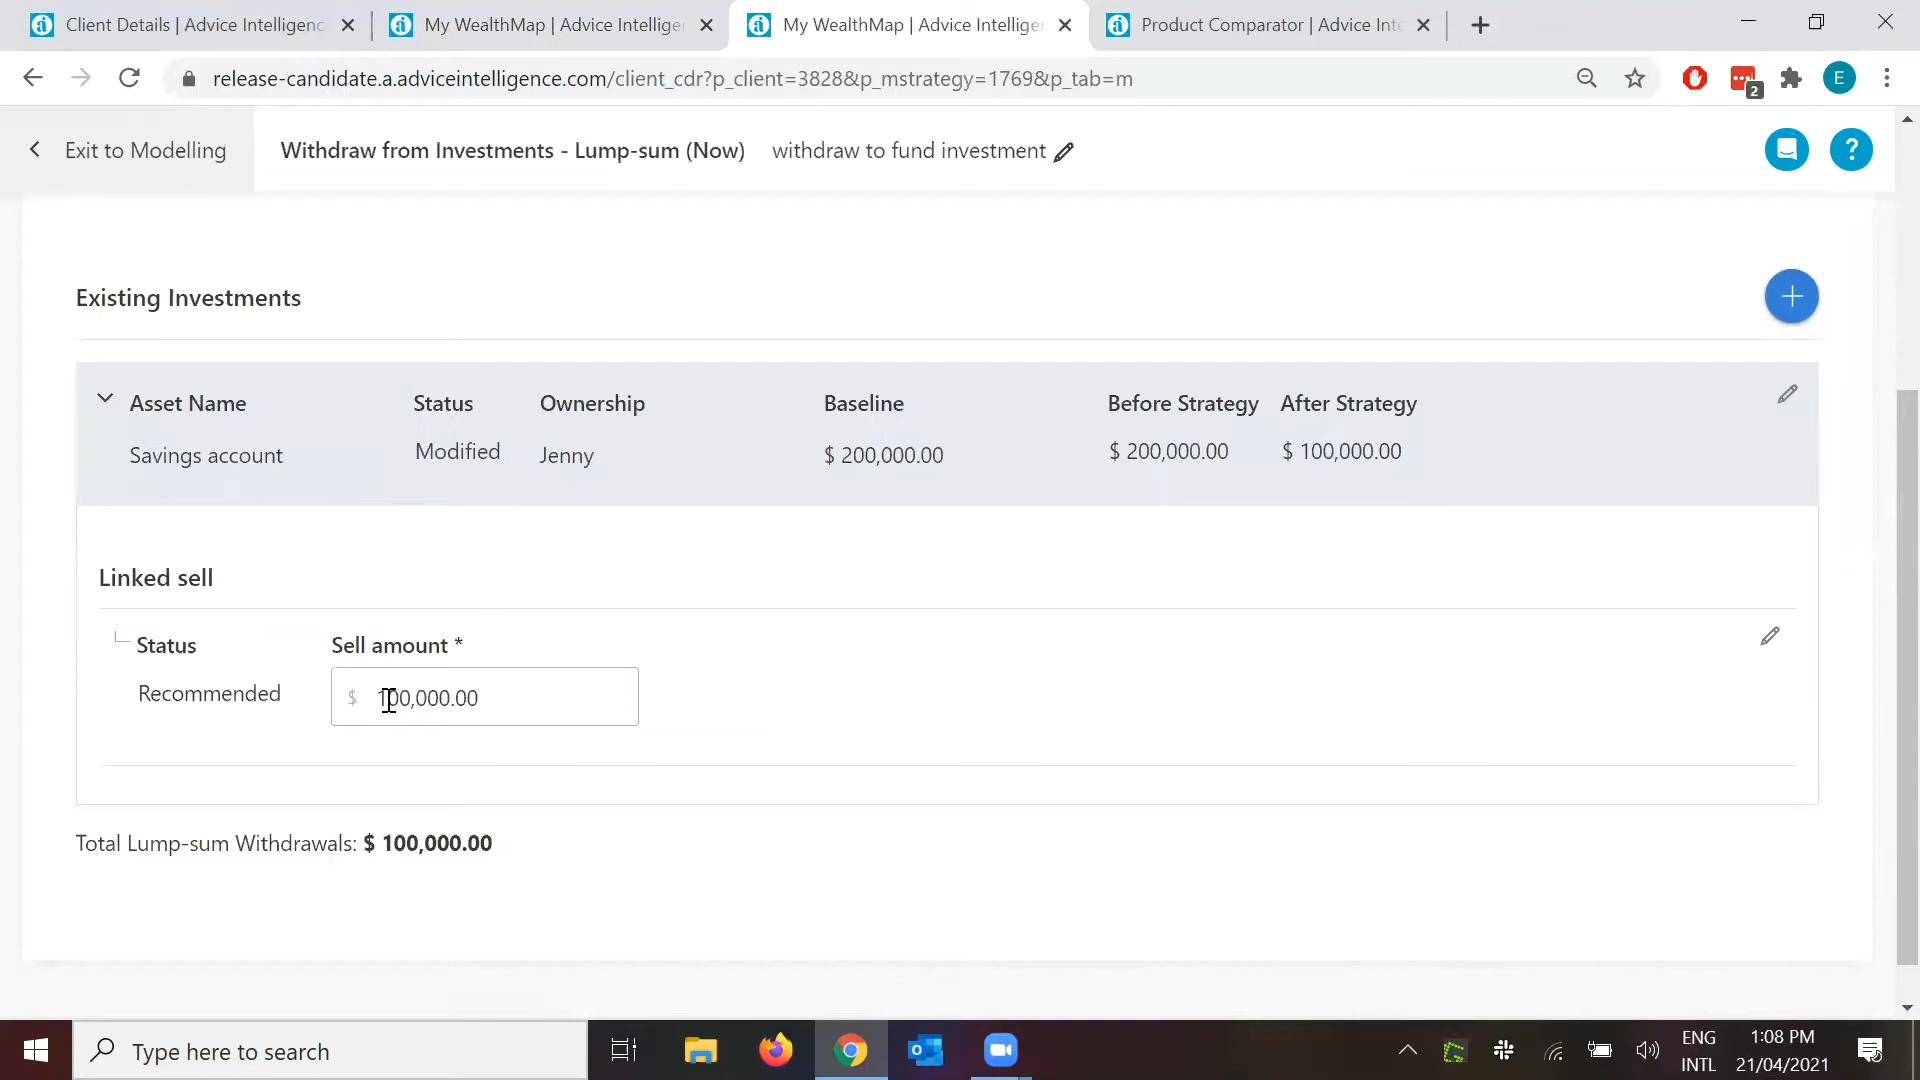 Client Details | Advice Intelligenc
My WealthMap | Advice Intelliger
My WealthMap | Advice Intelliger
Product Comparator | Advice Inte
release-candidate.a.adviceintelligence.com/client_cdr?p_client=3828&p_mstrategy=1769&p_tab=m
2
E
Exit to Modelling
Withdraw from Investments - Lump-sum (Now)
withdraw to fund investment
?
Existing Investments
Asset Name Status Ownership Baseline Before Strategy After Strategy
Savings account Modified Jenny $ 200,000.00 $ 200,000.00 $ 100,000.00
Linked sell
Status Sell amount *
Recommended $ 100,000.00
Total Lump-sum Withdrawals: $ 100,000.00
Type here to search
ENG
INTL
1:08 PM
21/04/2021